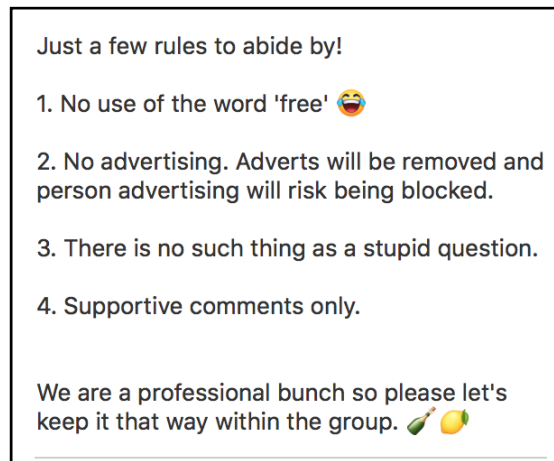 Just a few rules to abide by!
1. No use of the word 'free' 😂
2. No advertising. Adverts will be removed and
person advertising will risk being blocked.
3. There is no such thing as a stupid question.
4. Supportive comments only.
We are a professional bunch so please let's
keep it that way within the group. 🍾 🍋